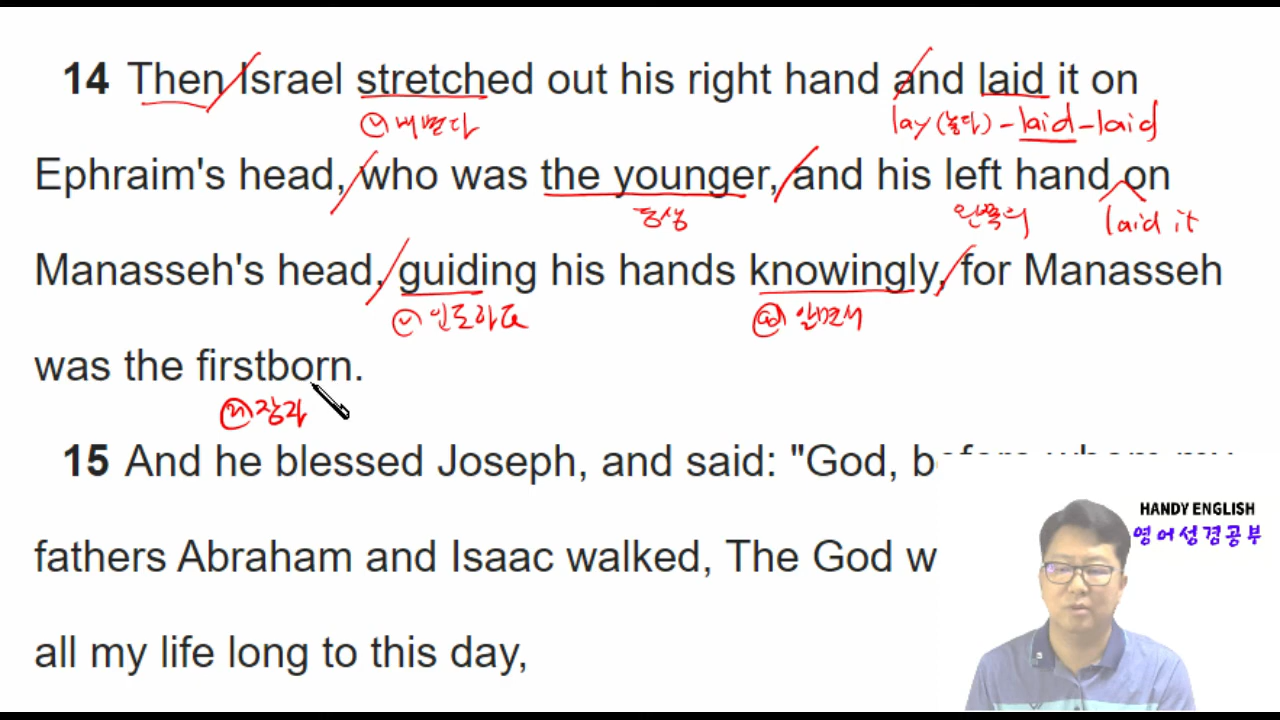 14 Then Israel stretched out his right hand and laid it on
ⓥ 내뻗다 lay (놓다) - laid - laid
Ephraim's head, who was the younger, and his left hand on
동생 왼쪽의 laid it
Manasseh's head, guiding his hands knowingly, for Manasseh
ⓥ 인도하다 ad 알면서
was the firstborn.
ⓝ 장자
15 And he blessed Joseph, and said: "God, before whom my
fathers Abraham and Isaac walked, The God w
all my life long to this day,
HANDY ENGLISH
영어성경공부